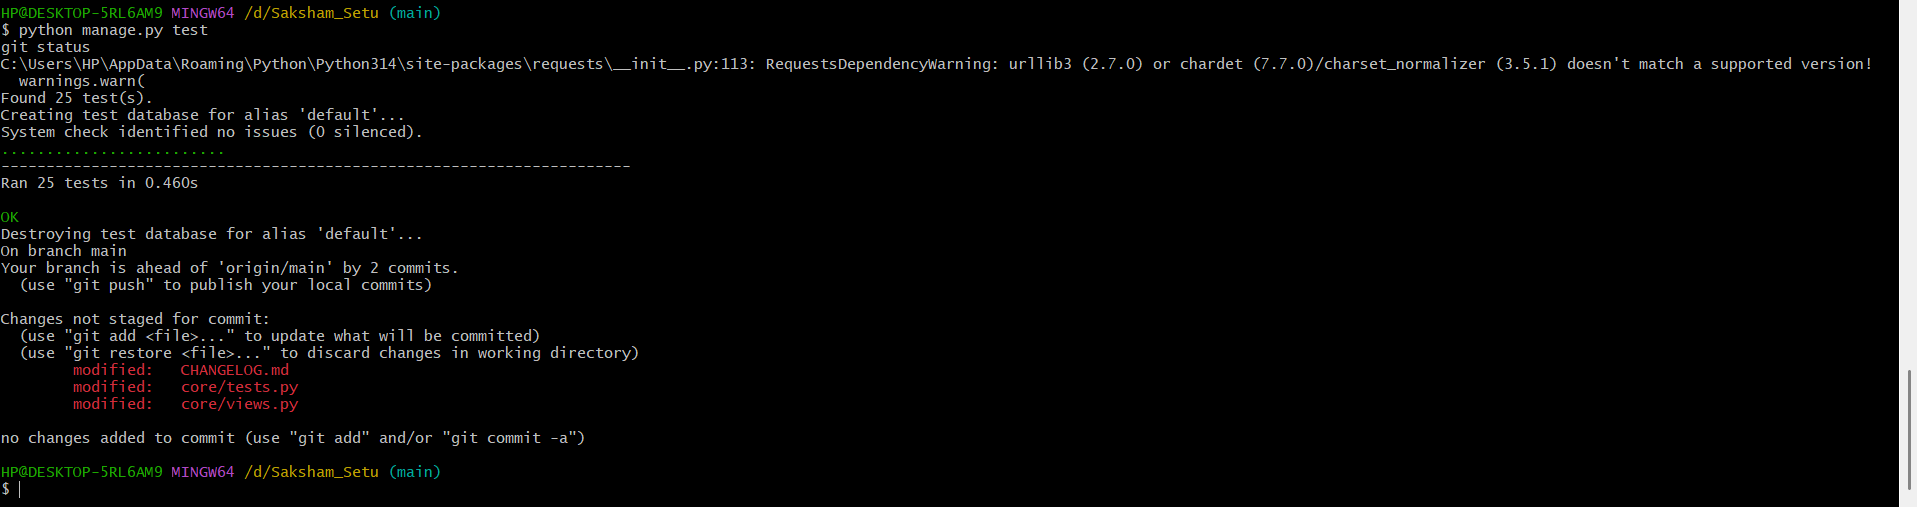 HP@DESKTOP-5RL6AM9 MINGW64 /d/Saksham_Setu (main)
$ python manage.py test
git status
C:\Users\HP\AppData\Roaming\Python\Python314\site-packages\requests\__init__.py:113: RequestsDependencyWarning: urllib3 (2.7.0) or chardet (7.7.0)/charset_normalizer (3.5.1) doesn't match a supported version!
  warnings.warn(
Found 25 test(s).
Creating test database for alias 'default'...
System check identified no issues (0 silenced).
.........................
----------------------------------------------------------------------
Ran 25 tests in 0.460s

OK
Destroying test database for alias 'default'...
On branch main
Your branch is ahead of 'origin/main' by 2 commits.
  (use "git push" to publish your local commits)

Changes not staged for commit:
  (use "git add <file>..." to update what will be committed)
  (use "git restore <file>..." to discard changes in working directory)
        modified:   CHANGELOG.md
        modified:   core/tests.py
        modified:   core/views.py

no changes added to commit (use "git add" and/or "git commit -a")

HP@DESKTOP-5RL6AM9 MINGW64 /d/Saksham_Setu (main)
$